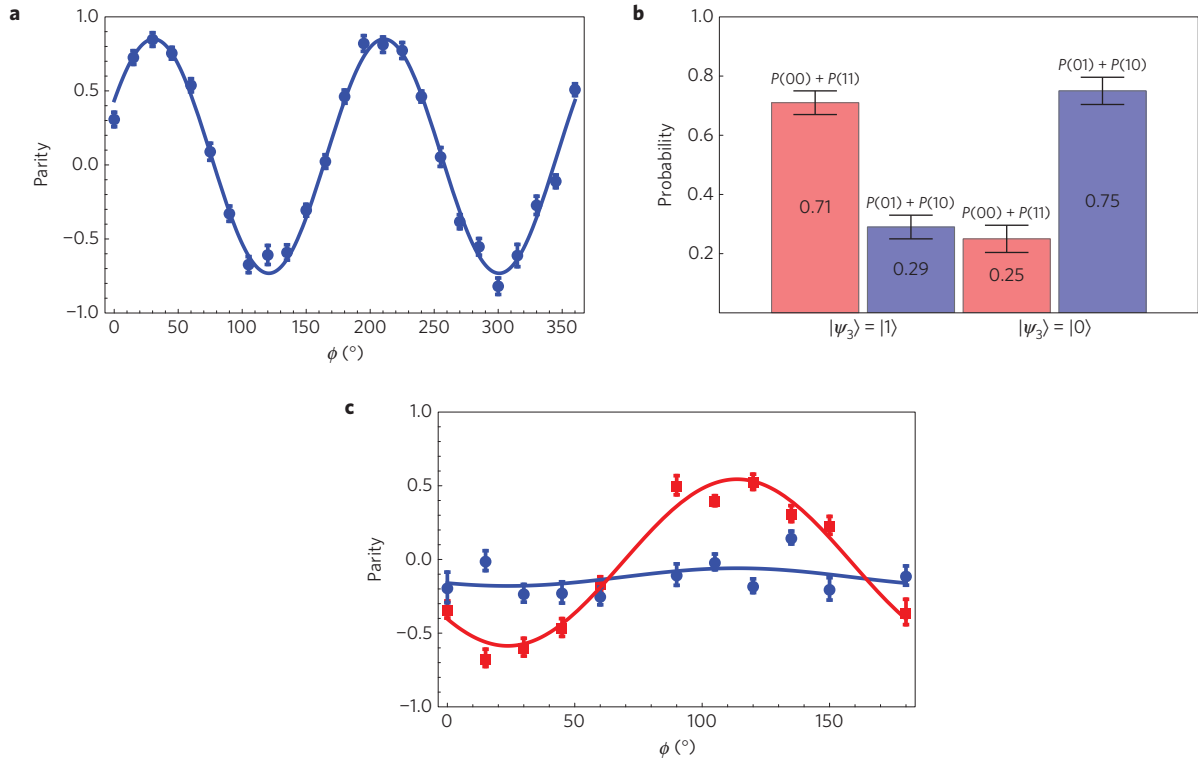 a
1.0
0.5
0.0
−0.5
−1.0
Parity
0
50
100
150
200
250
300
350
ϕ (°)
b
0.8
0.6
0.4
0.2
Probability
P(00) + P(11)
0.71
P(01) + P(10)
0.29
P(00) + P(11)
0.25
P(01) + P(10)
0.75
|ψ₃⟩ = |1⟩
|ψ₃⟩ = |0⟩
c
1.0
0.5
0.0
−0.5
−1.0
Parity
0
50
100
150
ϕ (°)